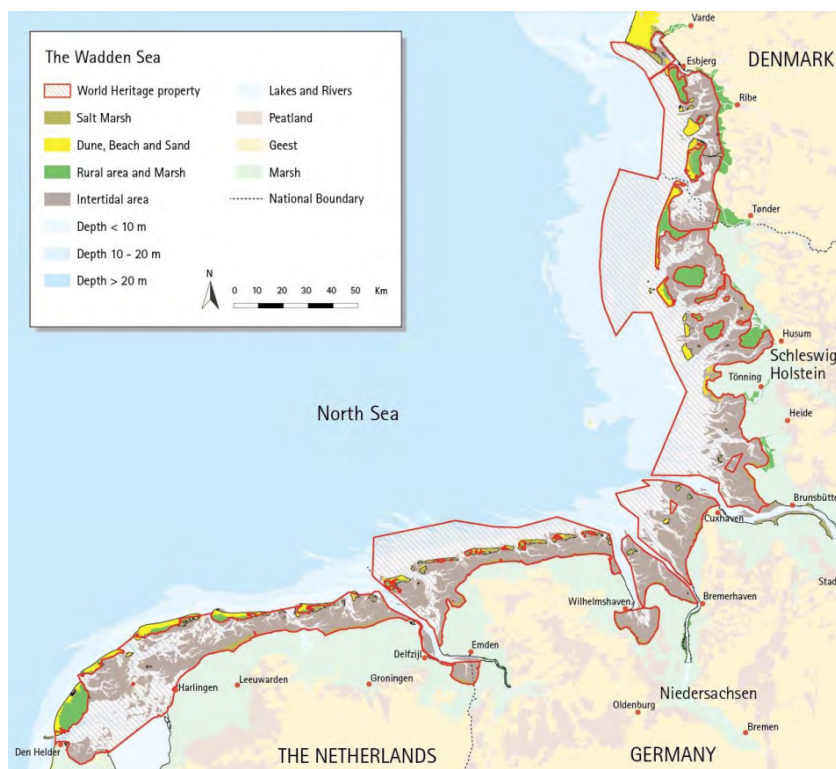 The Wadden Sea
World Heritage property
Salt Marsh
Dune, Beach and Sand
Rural area and Marsh
Intertidal area
Depth < 10 m
Depth 10 - 20 m
Depth > 20 m
Lakes and Rivers
Peatland
Geest
Marsh
National Boundary
N
0 10 20 30 40 50 Km
Varde
Esbjerg
DENMARK
Ribe
Tønder
Husum
Schleswig
Holstein
Tönning
Heide
North Sea
Brunsbütte
Cuxhaven
Stad
Bremerhaven
Wilhelmshaven
Emden
Delfzijl
Harlingen
Leeuwarden
Groningen
Niedersachsen
Oldenburg
Bremen
Den Helder
THE NETHERLANDS
GERMANY